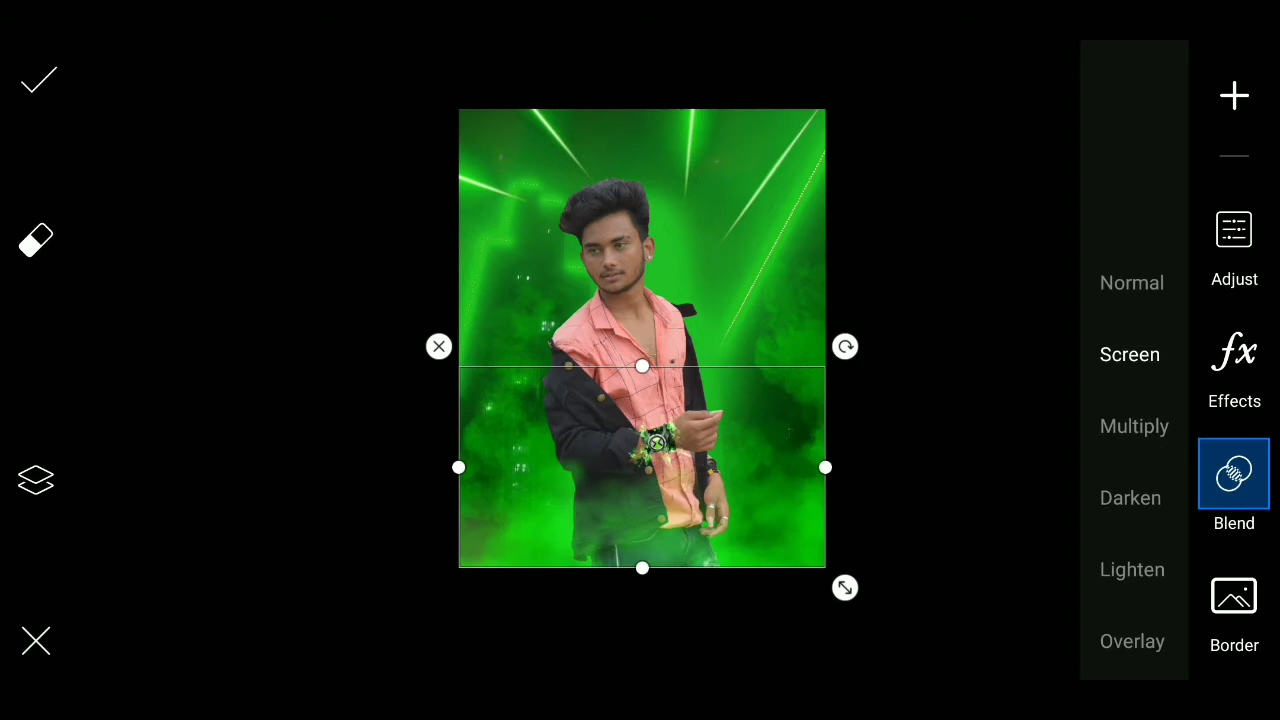 Adjust
Normal
Screen
Effects
Multiply
Darken
Blend
Lighten
Overlay
Border